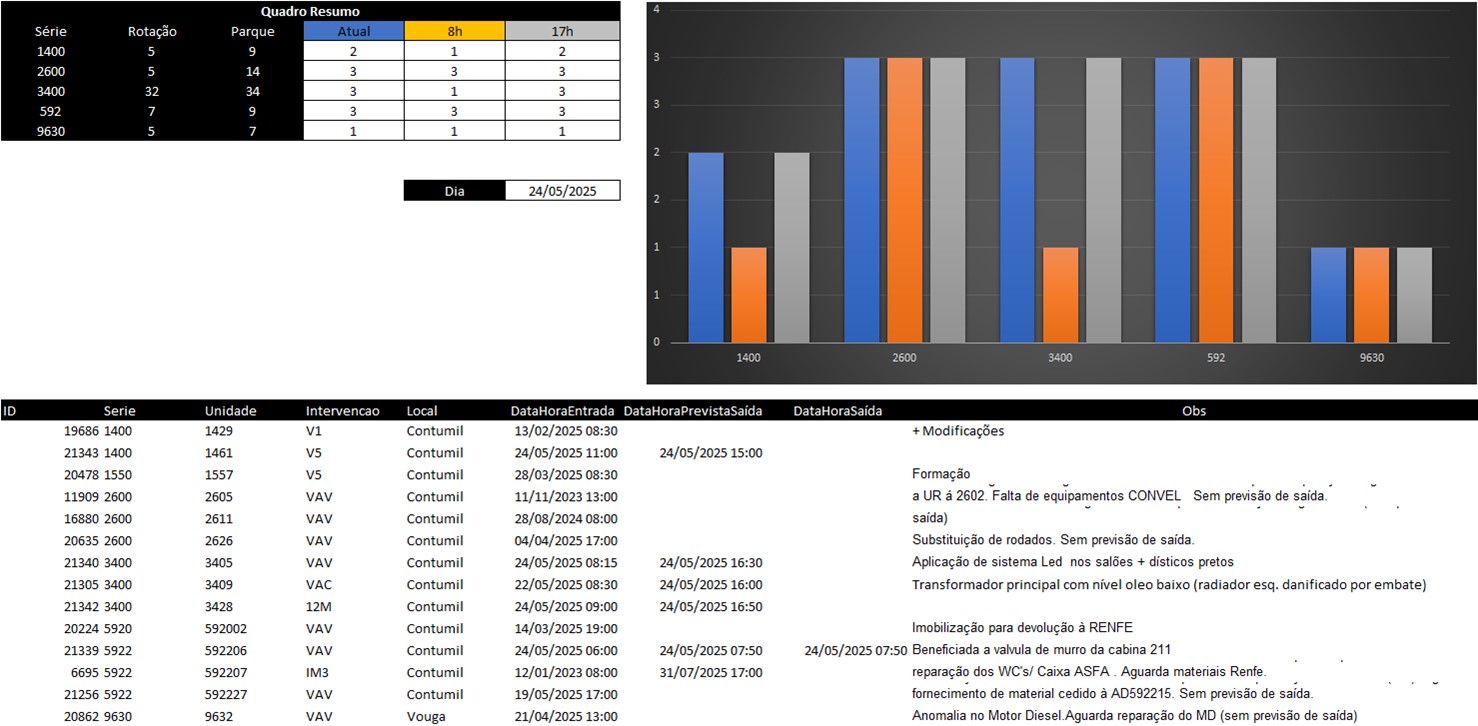 Quadro Resumo
Série Rotação Parque Atual 8h 17h
1400 5 9 2 1 2
2600 5 14 3 3 3
3400 32 34 3 1 3
592 7 9 3 3 3
9630 5 7 1 1 1
Dia 24/05/2025
4
3
3
2
2
1
1
0
1400 2600 3400 592 9630
ID Serie Unidade Intervencao Local DataHoraEntrada DataHoraPrevistaSaída DataHoraSaída Obs
19686 1400 1429 V1 Contumil 13/02/2025 08:30 + Modificações
21343 1400 1461 V5 Contumil 24/05/2025 11:00 24/05/2025 15:00
20478 1550 1557 V5 Contumil 28/03/2025 08:30 Formação
11909 2600 2605 VAV Contumil 11/11/2023 13:00 a UR á 2602. Falta de equipamentos CONVEL Sem previsão de saída.
16880 2600 2611 VAV Contumil 28/08/2024 08:00 saída)
20635 2600 2626 VAV Contumil 04/04/2025 17:00 Substituição de rodados. Sem previsão de saída.
21340 3400 3405 VAV Contumil 24/05/2025 08:15 24/05/2025 16:30 Aplicação de sistema Led nos salões + dísticos pretos
21305 3400 3409 VAC Contumil 22/05/2025 08:30 24/05/2025 16:00 Transformador principal com nível oleo baixo (radiador esq. danificado por embate)
21342 3400 3428 12M Contumil 24/05/2025 09:00 24/05/2025 16:50
20224 5920 592002 VAV Contumil 14/03/2025 19:00 Imobilização para devolução à RENFE
21339 5922 592206 VAV Contumil 24/05/2025 06:00 24/05/2025 07:50 24/05/2025 07:50 Beneficiada a valvula de murro da cabina 211
6695 5922 592207 IM3 Contumil 12/01/2023 08:00 31/07/2025 17:00 reparação dos WC's/ Caixa ASFA . Aguarda materiais Renfe.
21256 5922 592227 VAV Contumil 19/05/2025 17:00 fornecimento de material cedido à AD592215. Sem previsão de saída.
20862 9630 9632 VAV Vouga 21/04/2025 13:00 Anomalia no Motor Diesel.Aguarda reparação do MD (sem previsão de saída)